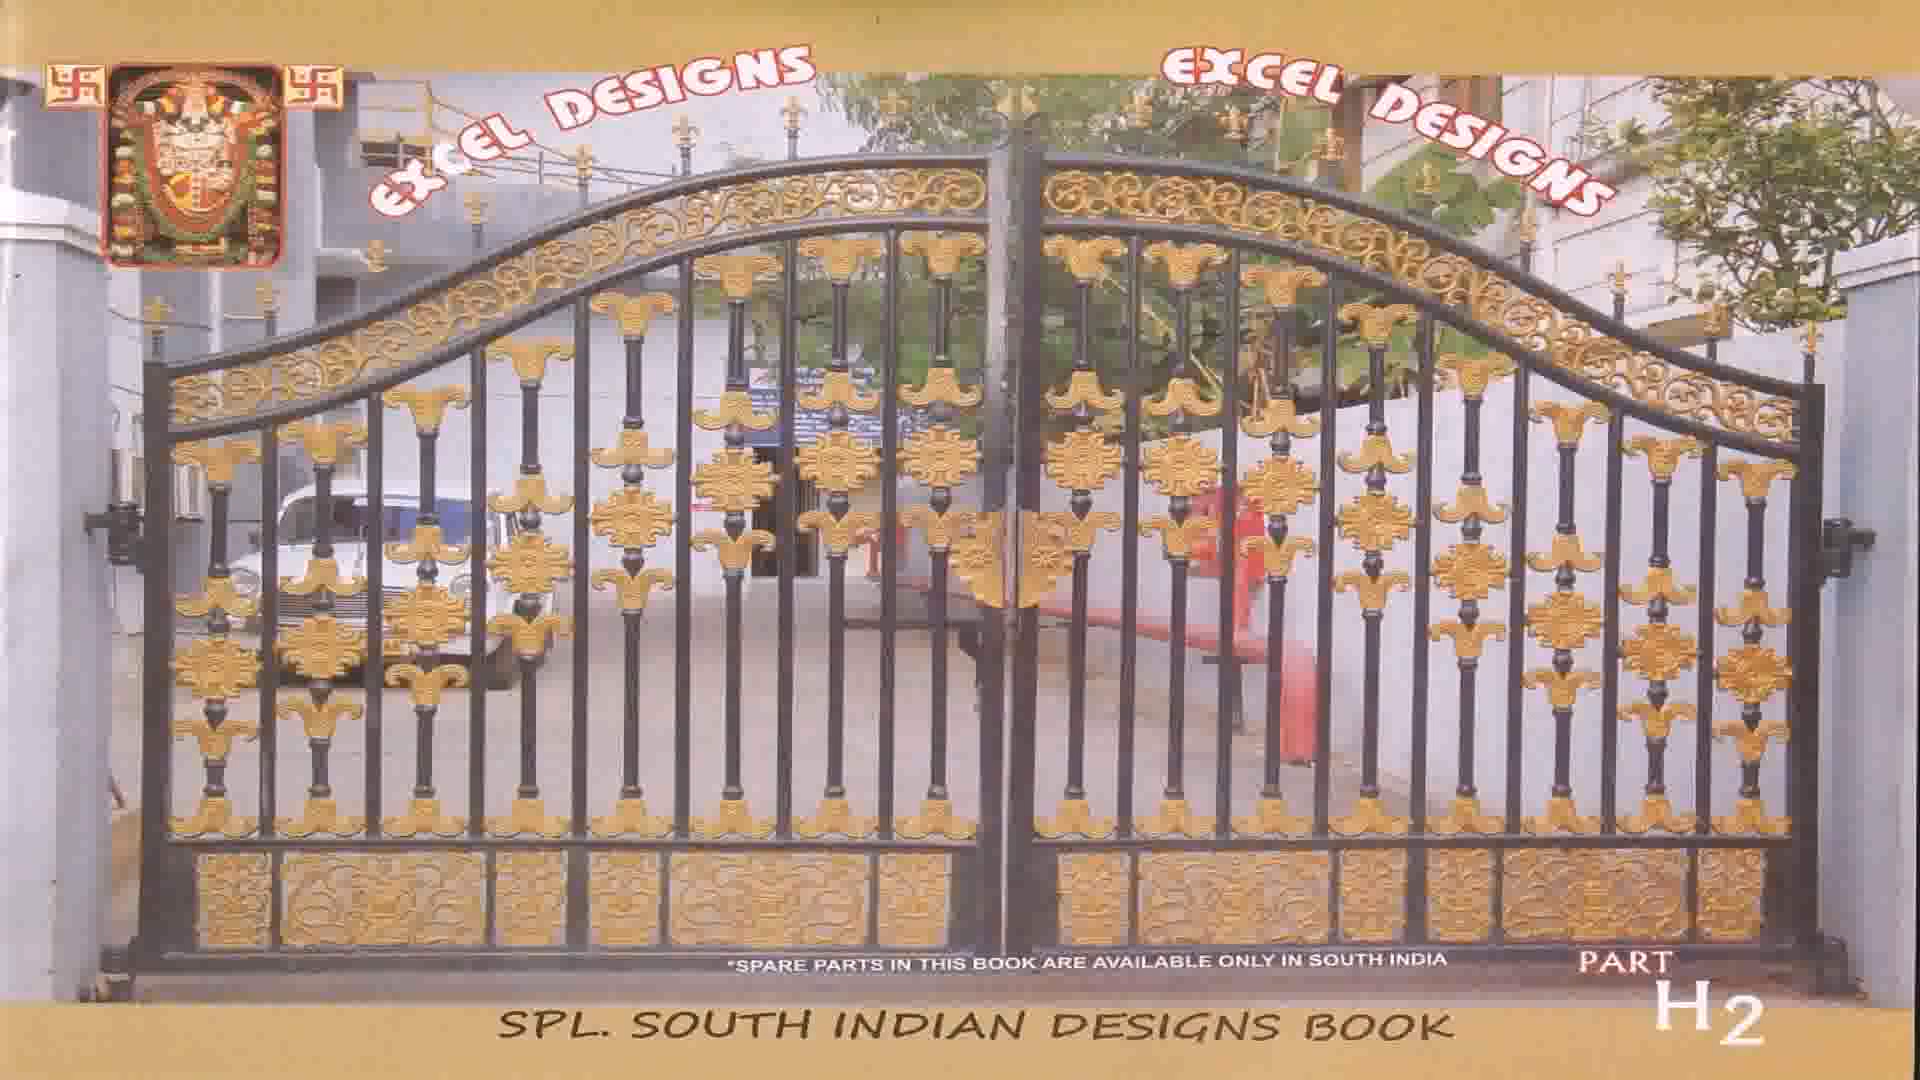 EXCEL DESIGNS
EXCEL DESIGNS
*SPARE PARTS IN THIS BOOK ARE AVAILABLE ONLY IN SOUTH INDIA
PART
H2
SPL. SOUTH INDIAN DESIGNS BOOK